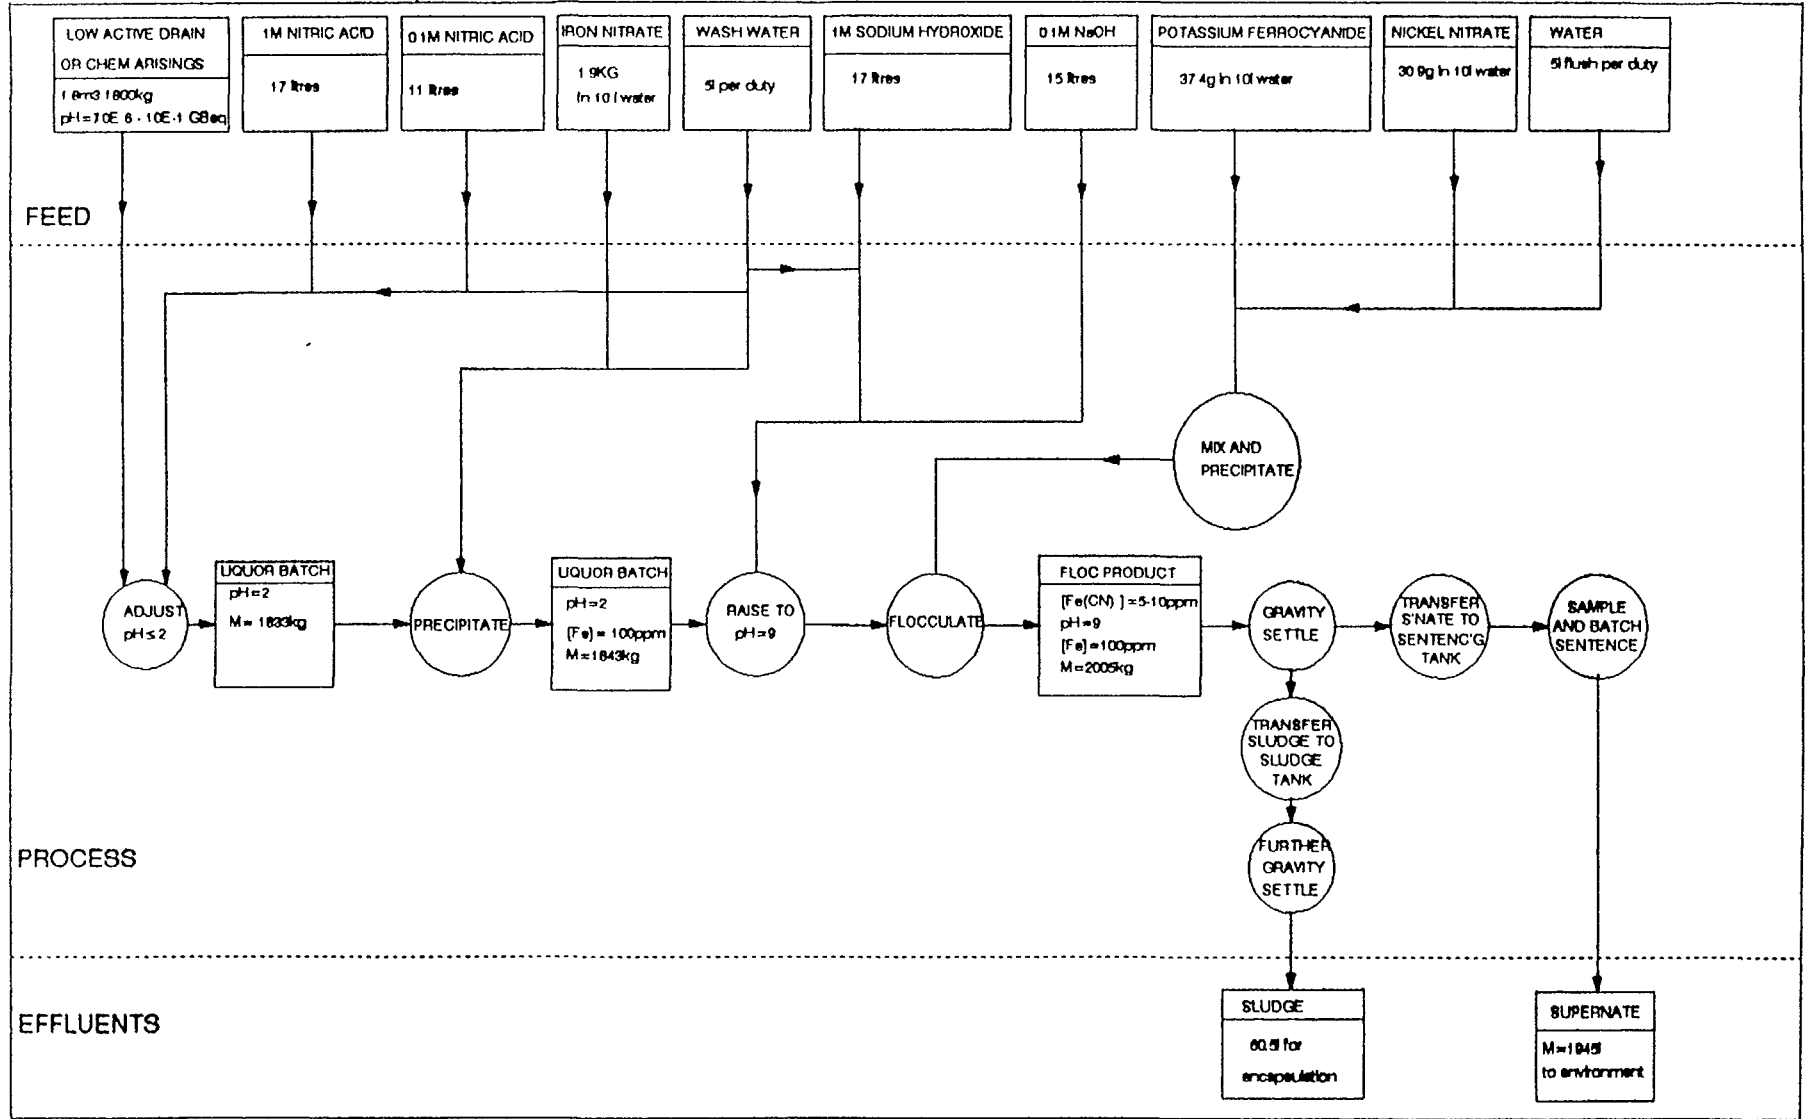 LOW ACTIVE DRAIN
OR CHEM ARISINGS
1 8m3 1800kg
pH=7 0E 6 - 10E-1 GBeq
1M NITRIC ACID
17 litres
0 1M NITRIC ACID
11 litres
IRON NITRATE
1 9KG
In 10 l water
WASH WATER
5l per duty
1M SODIUM HYDROXIDE
17 litres
0 1M NaOH
15 litres
POTASSIUM FERROCYANIDE
37.4g in 10l water
NICKEL NITRATE
30 9g in 10l water
WATER
5l flush per duty
FEED
MIX AND
PRECIPITATE
ADJUST
pH ≤ 2
LIQUOR BATCH
pH=2
M= 1833kg
PRECIPITATE
LIQUOR BATCH
pH=2
[Fe]= 100ppm
M=1843kg
RAISE TO
pH=9
FLOCCULATE
FLOC PRODUCT
[Fe(CN) ]=5-10ppm
pH=9
[Fe]=100ppm
M=2005kg
GRAVITY
SETTLE
TRANSFER
S'NATE TO
SENTENC'G
TANK
SAMPLE
AND BATCH
SENTENCE
TRANSFER
SLUDGE TO
SLUDGE
TANK
FURTHER
GRAVITY
SETTLE
PROCESS
EFFLUENTS
SLUDGE
60.5l for
encapsulation
SUPERNATE
M=1945l
to environment